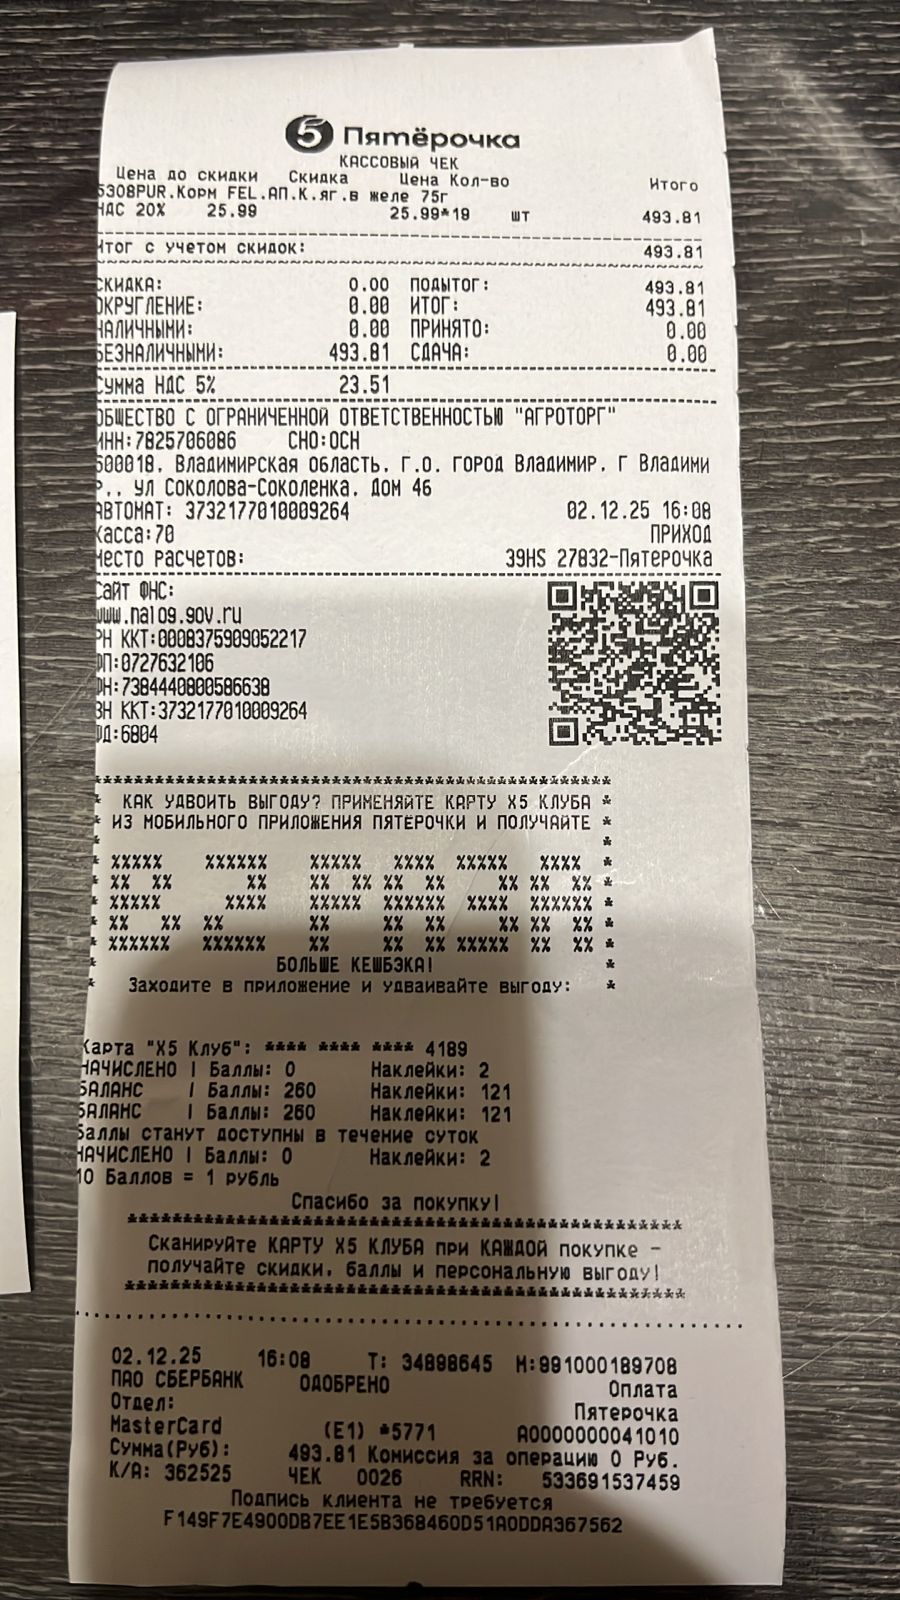 5 Пятёрочка
КАССОВЫЙ ЧЕК
Цена до скидки Скидка Цена Кол-во Итого
5308PUR.Корм FEL.АП.К.яг.в желе 75г
НДС 20% 25.99 25.99*19 шт 493.81
Итог с учетом скидок: 493.81
СКИДКА: 0.00 ПОДЫТОГ: 493.81
ОКРУГЛЕНИЕ: 0.00 ИТОГ: 493.81
НАЛИЧНЫМИ: 0.00 ПРИНЯТО: 0.00
БЕЗНАЛИЧНЫМИ: 493.81 СДАЧА: 0.00
Сумма НДС 5% 23.51
ОБЩЕСТВО С ОГРАНИЧЕННОЙ ОТВЕТСТВЕННОСТЬЮ "АГРОТОРГ"
ИНН:7825706086 СНО:ОСН
600018, Владимирская область, Г.О. ГОРОД Владимир, Г Владими
р., ул Соколова-Соколенка, дом 46
АВТОМАТ: 3732177010009264 02.12.25 16:08
Касса:70 ПРИХОД
Место расчетов: 39HS 27832-Пятерочка
Сайт ФНС:
www.nalog.gov.ru
РН ККТ:0008375909052217
ФП:0727632106
ФН:7384440800586638
ЗН ККТ:3732177010009264
ФД:6804
****************************************************
* КАК УДВОИТЬ ВЫГОДУ? ПРИМЕНЯЙТЕ КАРТУ Х5 КЛУБА *
* ИЗ МОБИЛЬНОГО ПРИЛОЖЕНИЯ ПЯТЁРОЧКИ И ПОЛУЧАЙТЕ *
В 2 РАЗА
БОЛЬШЕ КЕШБЭКА! *
* Заходите в приложение и удваивайте выгоду: *
Карта "Х5 Клуб": **** **** **** 4189
НАЧИСЛЕНО | Баллы: 0 Наклейки: 2
БАЛАНС | Баллы: 260 Наклейки: 121
БАЛАНС | Баллы: 260 Наклейки: 121
Баллы станут доступны в течение суток
НАЧИСЛЕНО | Баллы: 0 Наклейки: 2
10 Баллов = 1 рубль
Спасибо за покупку!
****************************************************
Сканируйте КАРТУ Х5 КЛУБА при КАЖДОЙ покупке -
получайте скидки, баллы и персональную выгоду!
****************************************************
02.12.25 16:08 Т: 34898645 М:991000189708
ПАО СБЕРБАНК ОДОБРЕНО Оплата
Отдел: Пятерочка
MasterCard (E1) *5771 A0000000041010
Сумма(Руб): 493.81 Комиссия за операцию 0 Руб.
К/А: 362525 ЧЕК 0026 RRN: 533691537459
Подпись клиента не требуется
F149F7E4900DB7EE1E5B368460D51A0DDA367562